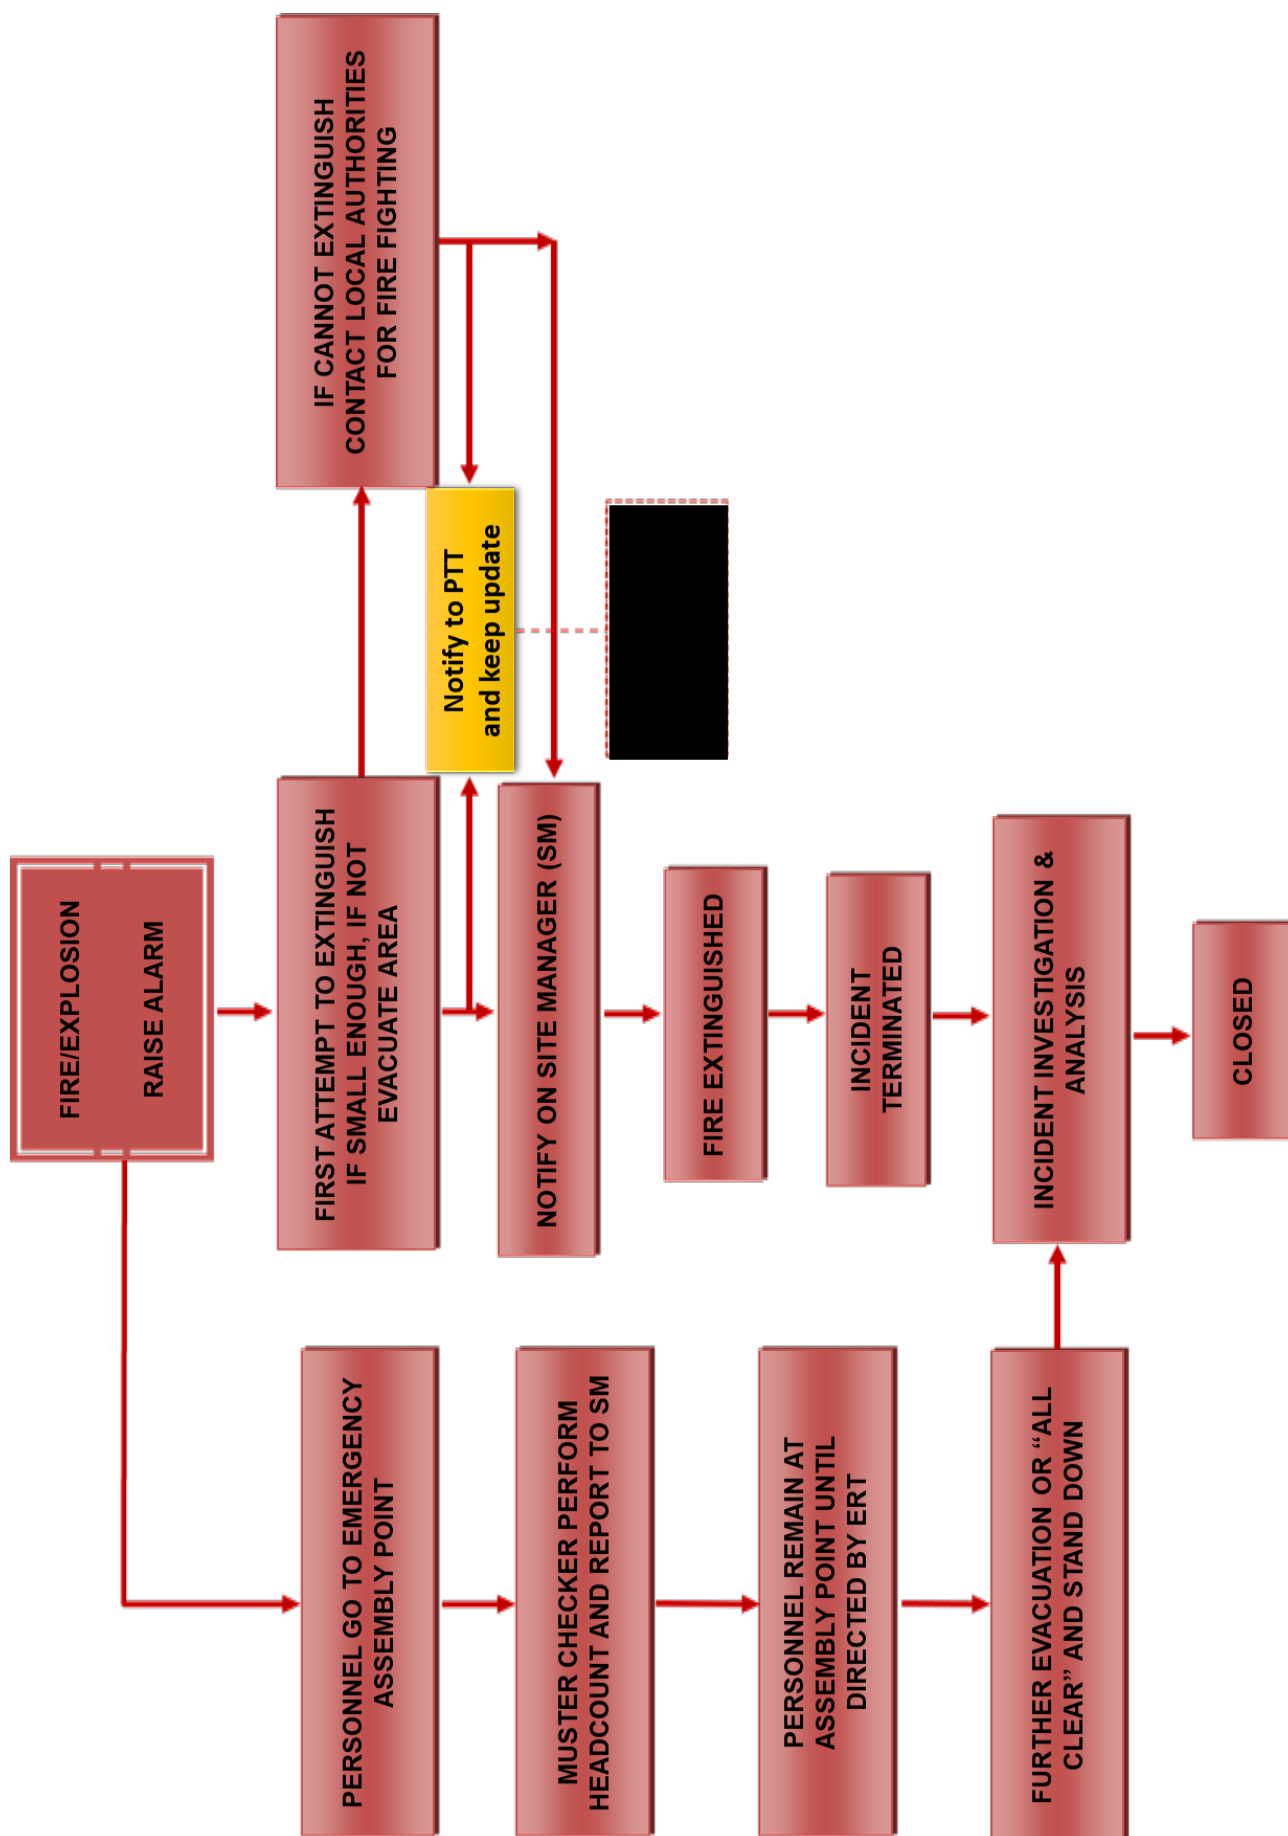 FIRE/EXPLOSION
RAISE ALARM
FIRST ATTEMPT TO EXTINGUISH
IF SMALL ENOUGH, IF NOT
EVACUATE AREA
IF CANNOT EXTINGUISH
CONTACT LOCAL AUTHORITIES
FOR FIRE FIGHTING
Notify to PTT
and keep update
NOTIFY ON SITE MANAGER (SM)
FIRE EXTINGUISHED
INCIDENT
TERMINATED
PERSONNEL GO TO EMERGENCY
ASSEMBLY POINT
MUSTER CHECKER PERFORM
HEADCOUNT AND REPORT TO SM
PERSONNEL REMAIN AT
ASSEMBLY POINT UNTIL
DIRECTED BY ERT
FURTHER EVACUATION OR “ALL
CLEAR” AND STAND DOWN
INCIDENT INVESTIGATION &
ANALYSIS
CLOSED